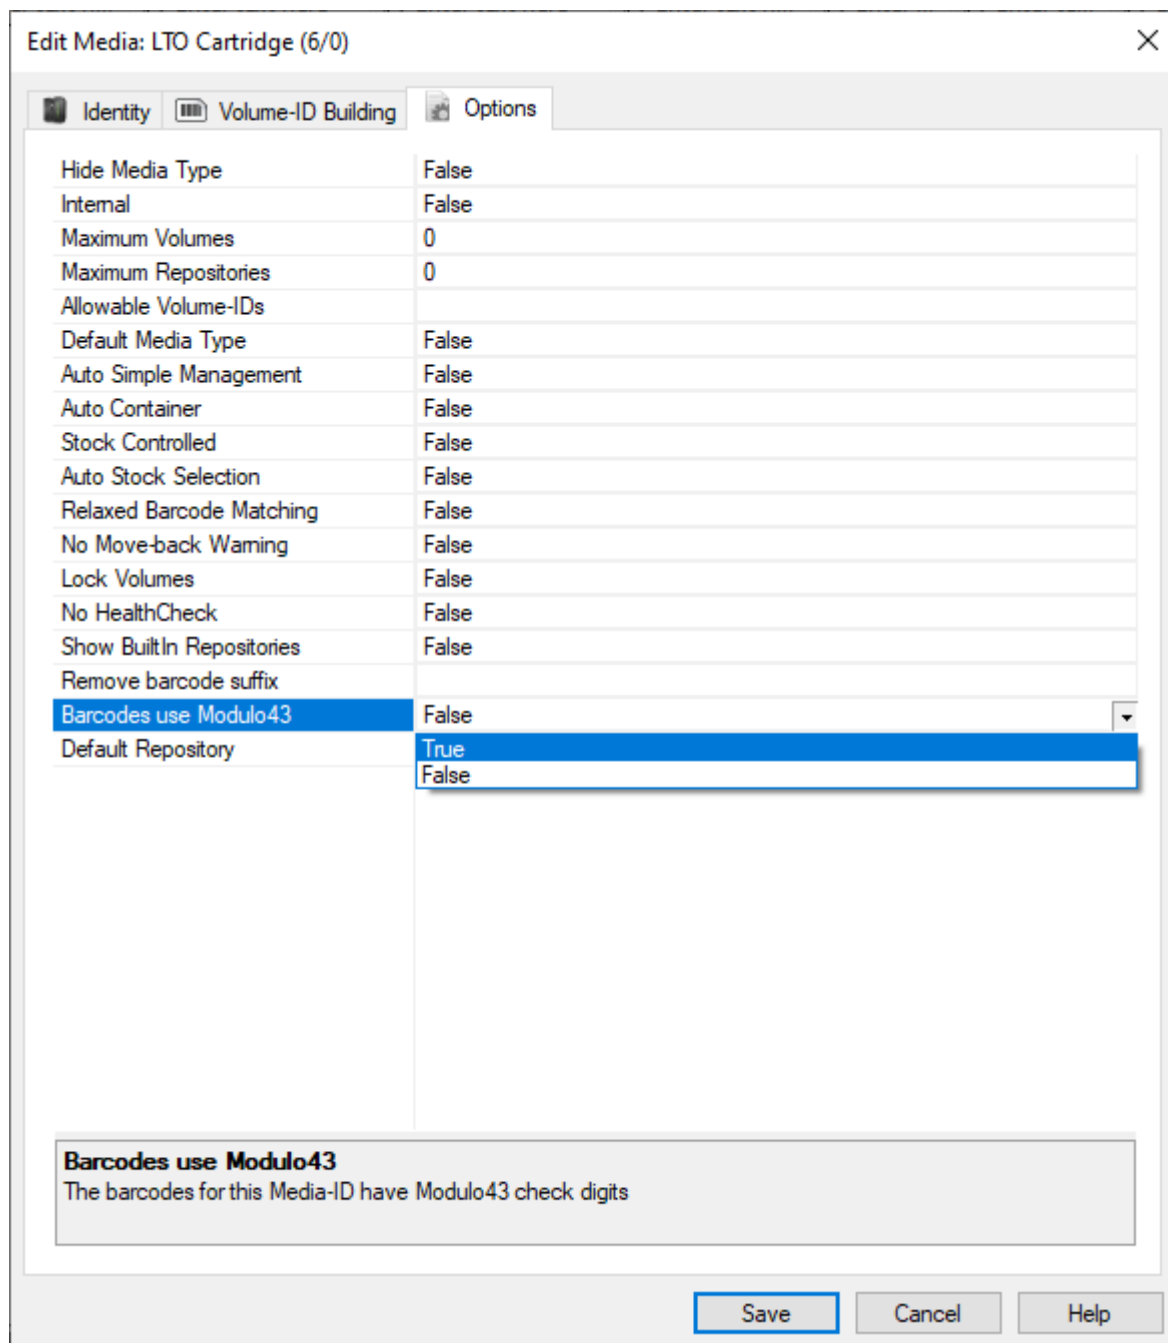 Edit Media: LTO Cartridge (6/0)
Identity Volume-ID Building Options
Hide Media Type False
Internal False
Maximum Volumes 0
Maximum Repositories 0
Allowable Volume-IDs
Default Media Type False
Auto Simple Management False
Auto Container False
Stock Controlled False
Auto Stock Selection False
Relaxed Barcode Matching False
No Move-back Warning False
Lock Volumes False
No HealthCheck False
Show BuiltIn Repositories False
Remove barcode suffix
Barcodes use Modulo43 False
Default Repository True
False
Barcodes use Modulo43
The barcodes for this Media-ID have Modulo43 check digits
Save Cancel Help